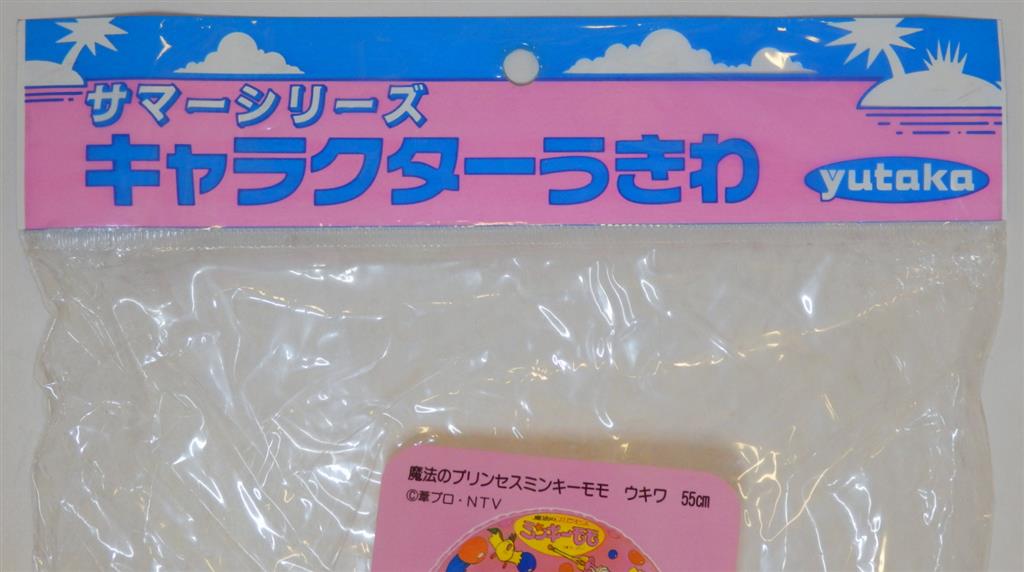 サマーシリーズ
キャラクターうきわ
yutaka
魔法のプリンセスミンキーモモ ウキワ 55cm
©葦プロ・NTV
ミンキーモモ